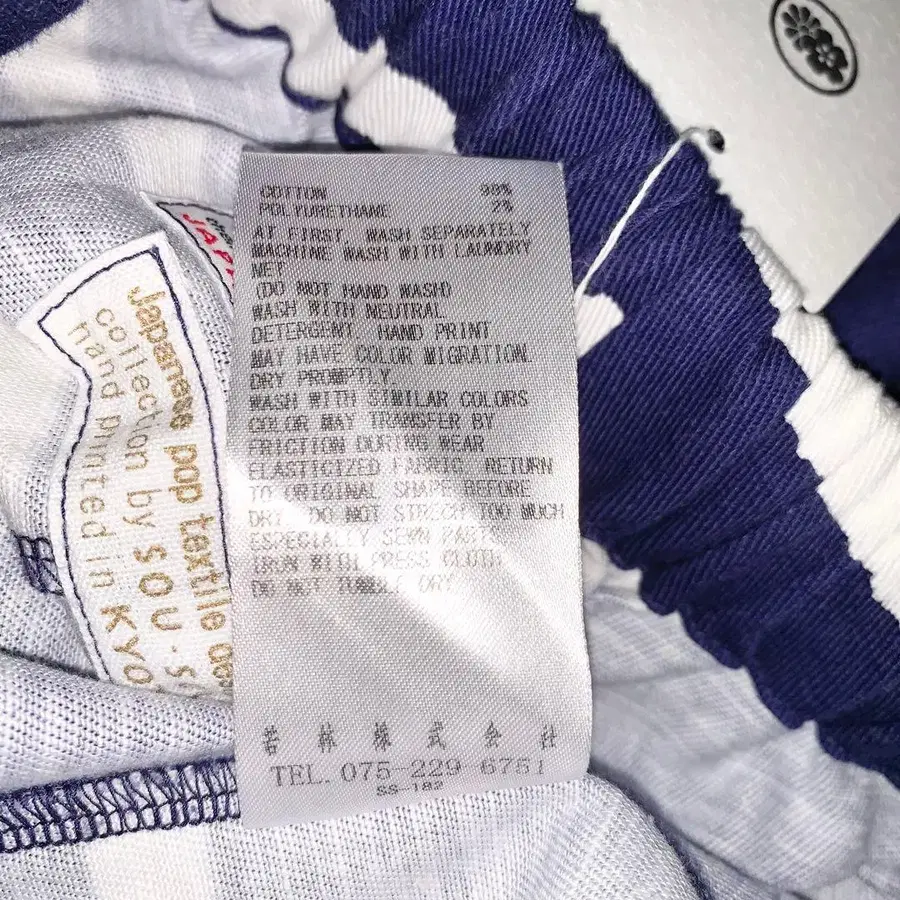 COTTON 98%
POLYURETHANE 2%
AT FIRST, WASH SEPARATELY
MACHINE WASH WITH LAUNDRY
NET
(DO NOT HAND WASH)
WASH WITH NEUTRAL
DETERGENT, HAND PRINT
MAY HAVE COLOR MIGRATION
DRY PROMPTLY.
WASH WITH SIMILAR COLORS
COLOR MAY TRANSFER BY
FRICTION DURING WEAR
ELASTICIZED FABRIC, RETURN
TO ORIGINAL SHAPE BEFORE
DRY. DO NOT STRETCH TOO MUCH
ESPECIALLY SEWN PARTS
IRON WITH PRESS CLOTH
DO NOT TUMBLE DRY
若林株式会社
TEL. 075-229-6751
SS-182
JAP
Japanese pop textile de
collection by SOU・S
hand printed in KYO